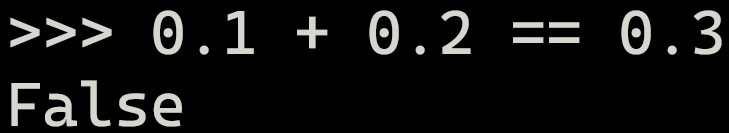 >>> 0.1 + 0.2 == 0.3
False